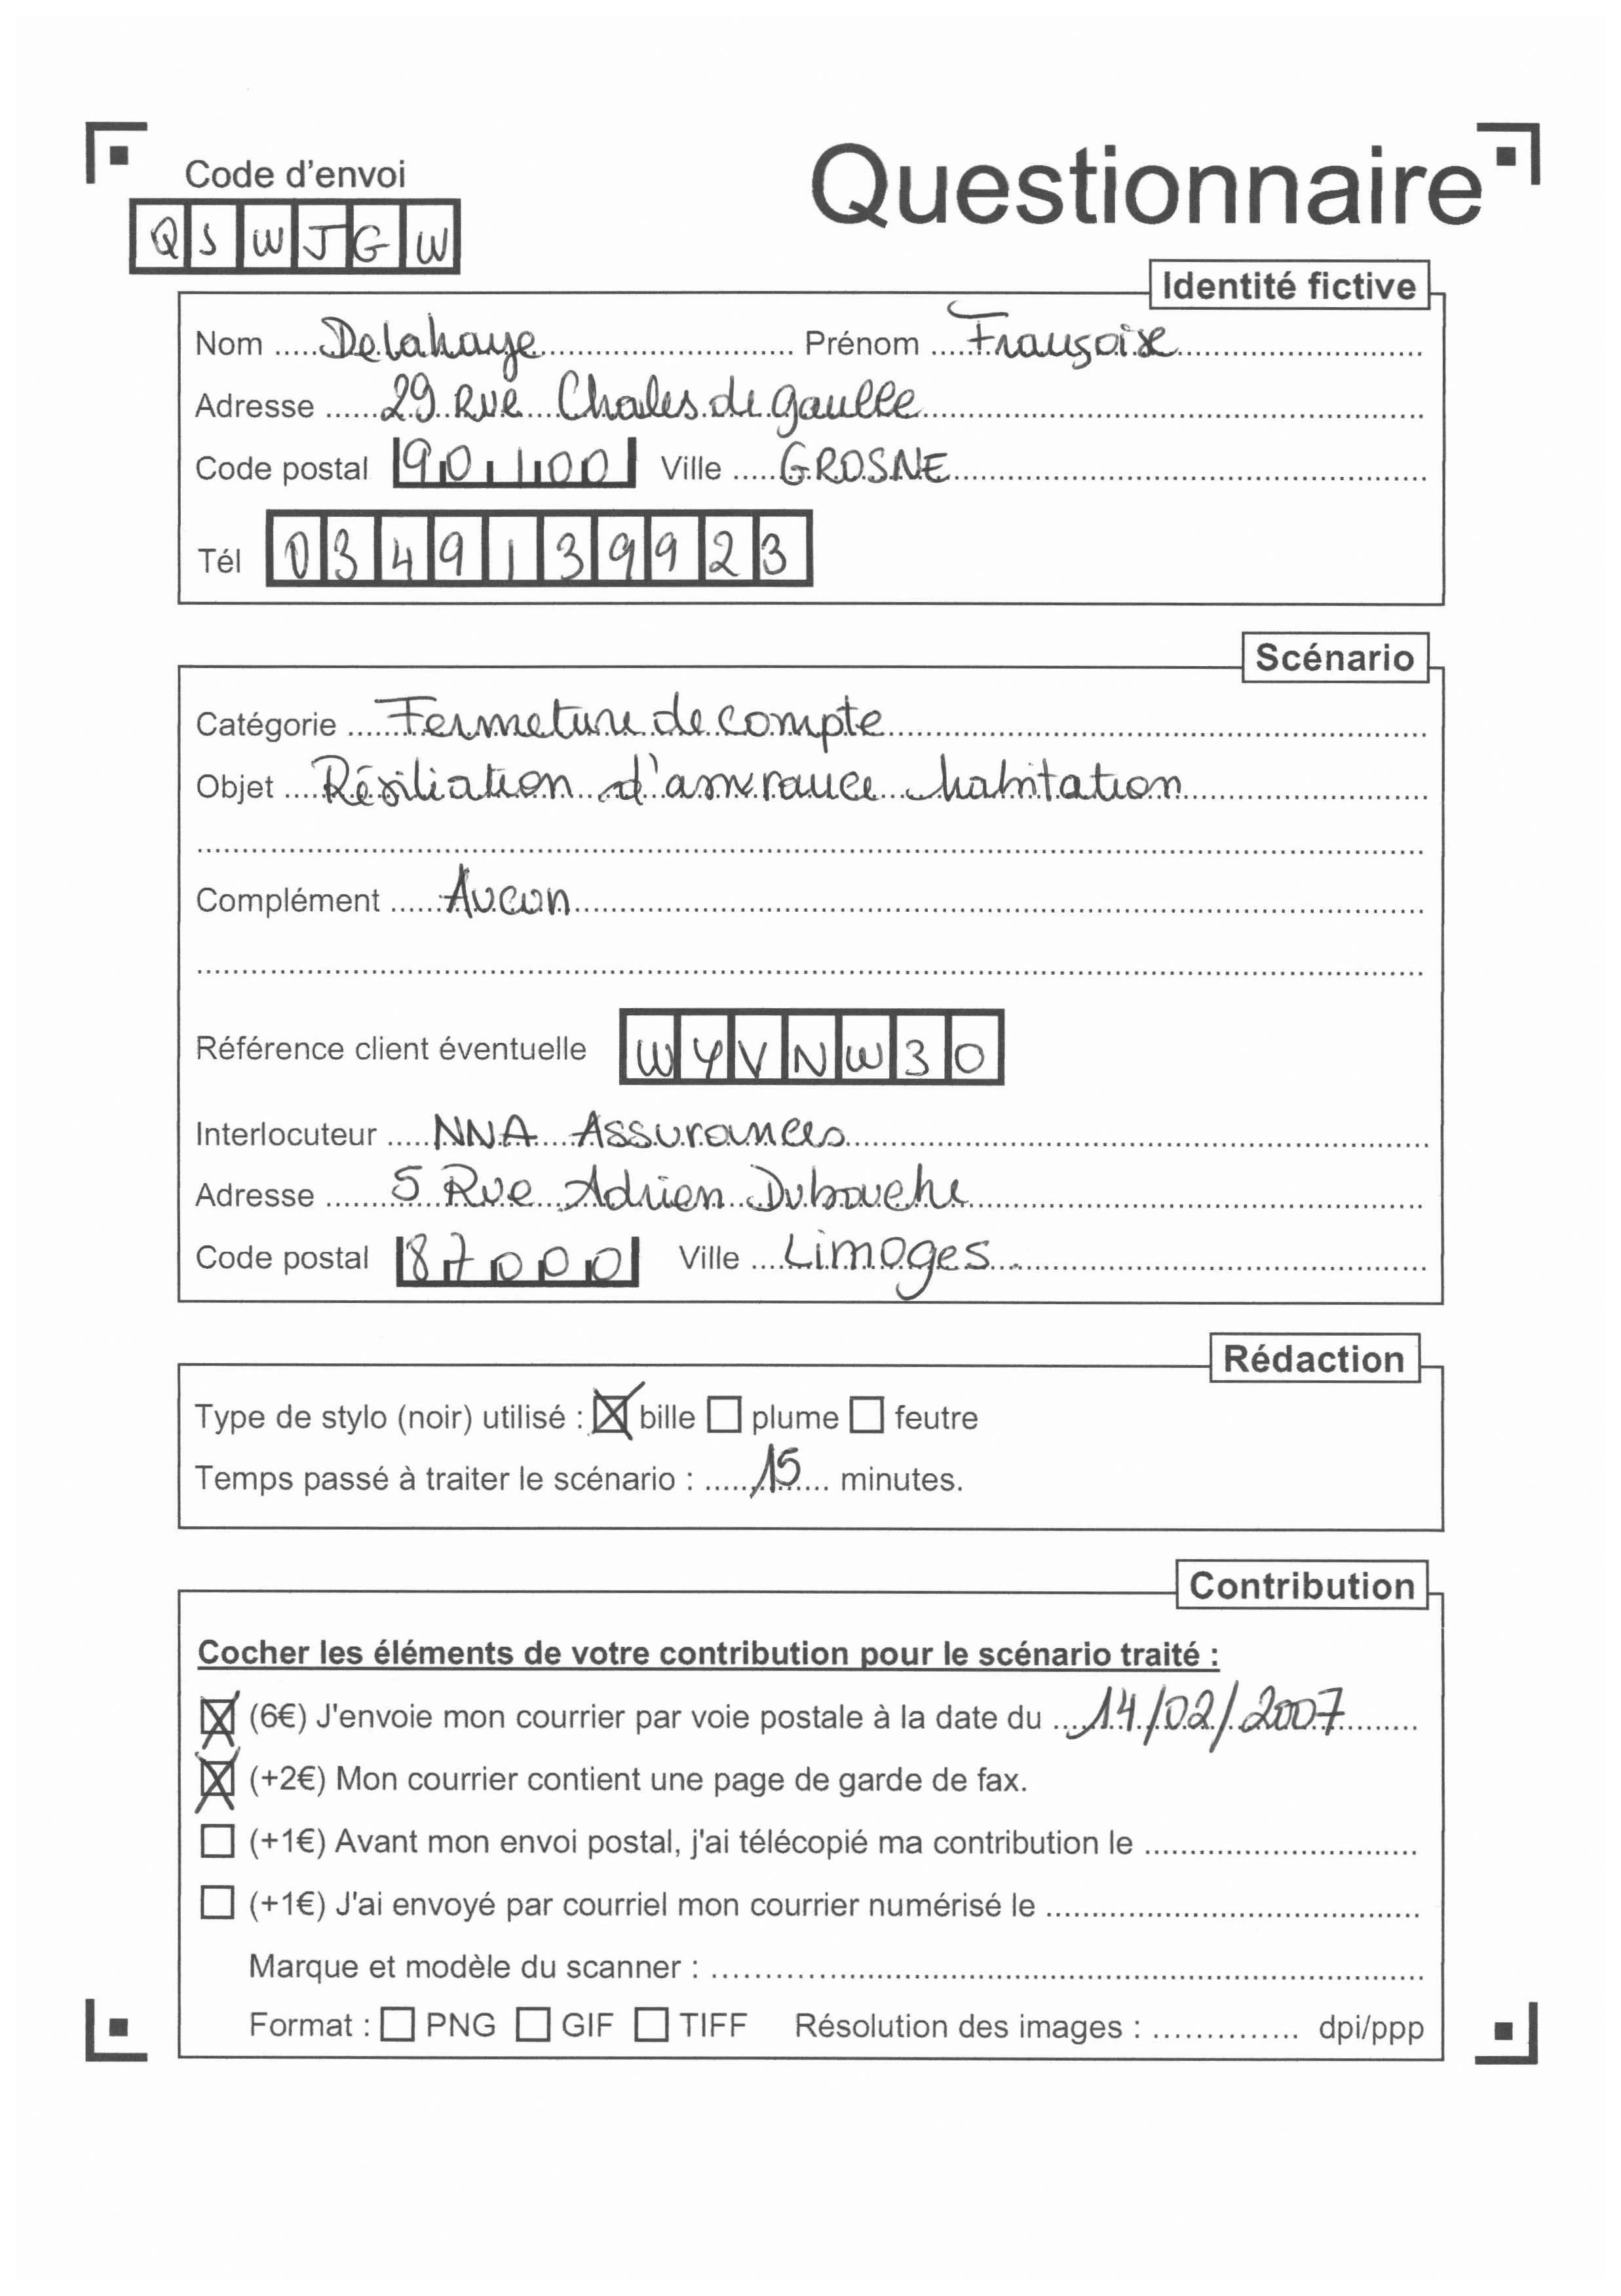 Code d'envoi
QSWJGW
Questionnaire
Identité fictive
Nom Delahaye Prénom Françoise
Adresse 29 Rue Chales de gaulle
Code postal 90100 Ville GROSNE
Tél 0349139923
Scénario
Catégorie Fermeture de compte
Objet Résiliation d'assurance habitation
Complément Aucun
Référence client éventuelle WYVNW30
Interlocuteur NNA Assurances
Adresse 5 Rue Adrien Dubouche
Code postal 87000 Ville Limoges
Rédaction
Type de stylo (noir) utilisé : ☒ bille ☐ plume ☐ feutre
Temps passé à traiter le scénario : 15 minutes.
Contribution
Cocher les éléments de votre contribution pour le scénario traité :
☒ (6€) J'envoie mon courrier par voie postale à la date du 14/02/2007
☒ (+2€) Mon courrier contient une page de garde de fax.
☐ (+1€) Avant mon envoi postal, j'ai télécopié ma contribution le
☐ (+1€) J'ai envoyé par courriel mon courrier numérisé le
Marque et modèle du scanner :
Format : ☐ PNG ☐ GIF ☐ TIFF Résolution des images : dpi/ppp